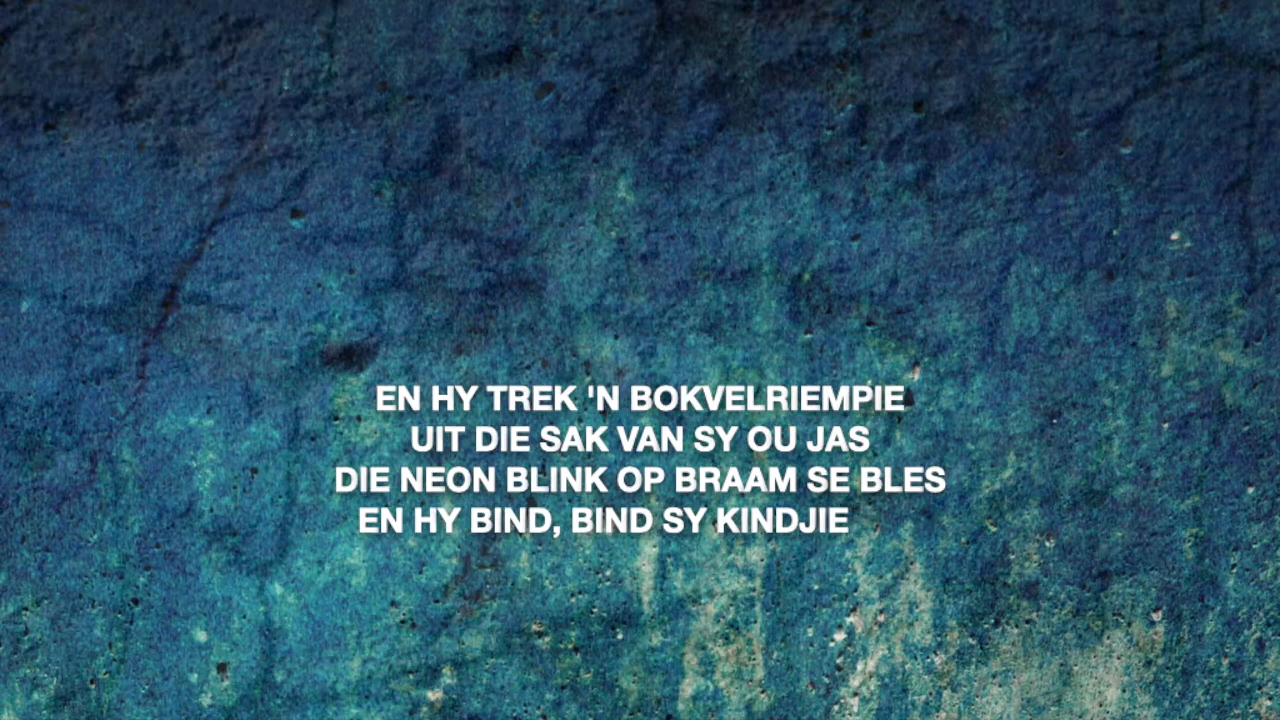 EN HY TREK 'N BOKVELRIEMPIE
UIT DIE SAK VAN SY OU JAS
DIE NEON BLINK OP BRAAM SE BLES
EN HY BIND, BIND SY KINDJIE